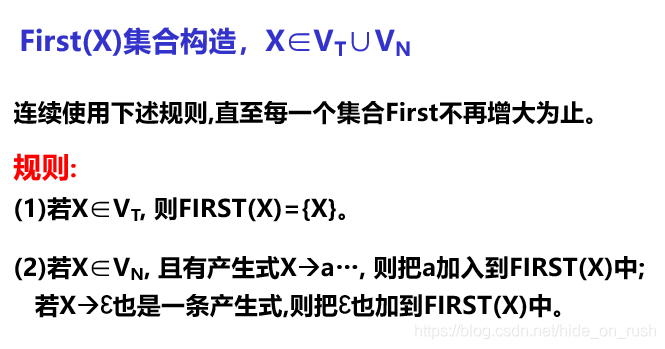 First(X)集合构造，X∈VT∪VN
连续使用下述规则,直至每一个集合First不再增大为止。
规则:
(1)若X∈VT, 则FIRST(X)={X}。
(2)若X∈VN, 且有产生式X→a…, 则把a加入到FIRST(X)中;
若X→ε也是一条产生式,则把ε也加到FIRST(X)中。
https://blog.csdn.net/hide_on_rush